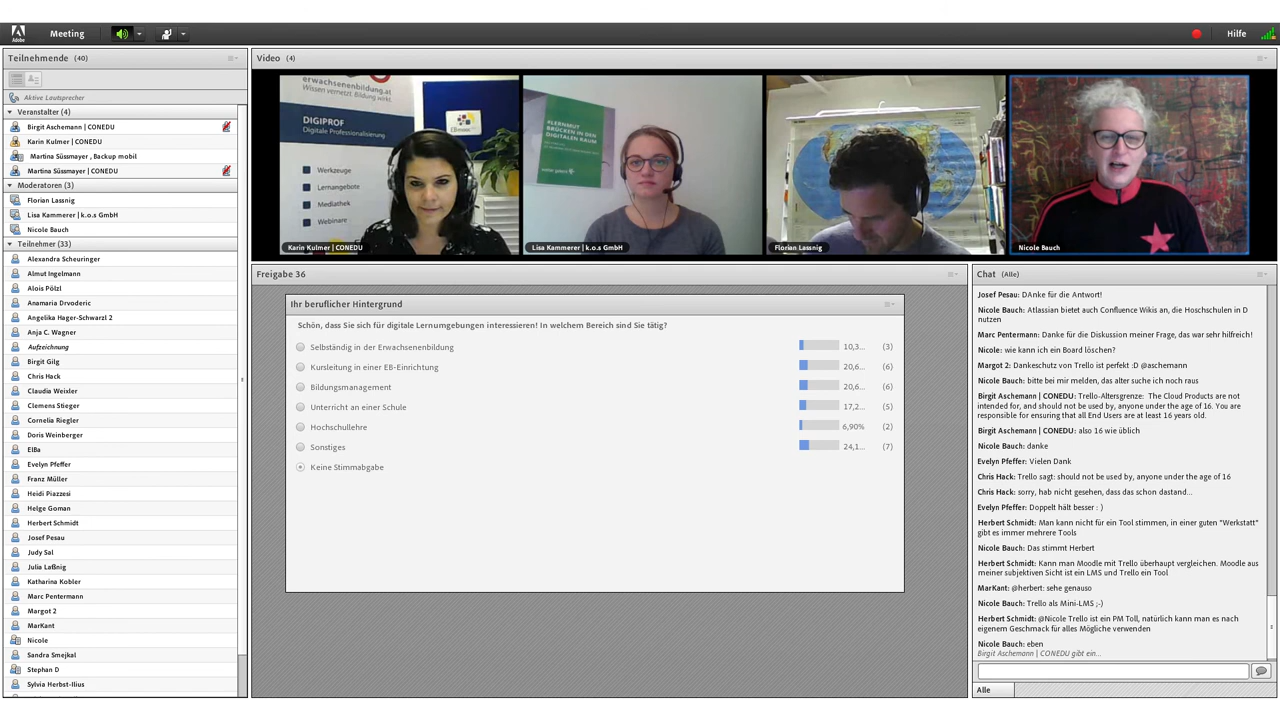 Adobe
Meeting
Hilfe
Teilnehmende (40)
Aktive Lautsprecher
Veranstalter (4)
Birgit Aschemann | CONEDU
Karin Kulmer | CONEDU
Martina Süssmayer , Backup mobil
Martina Süssmayer | CONEDU
Moderatoren (3)
Florian Lassnig
Lisa Kammerer | k.o.s GmbH
Nicole Bauch
Teilnehmer (33)
Alexandra Scheuringer
Almut Ingelmann
Alois Pölzl
Anamaria Drvoderic
Angelika Hager-Schwarzl 2
Anja C. Wagner
Aufzeichnung
Birgit Gilg
Chris Hack
Claudia Weixler
Clemens Stieger
Cornelia Riegler
Doris Weinberger
ElBa
Evelyn Pfeffer
Franz Müller
Heidi Piazzesi
Helge Goman
Herbert Schmidt
Josef Pesau
Judy Sal
Julia Laßnig
Katharina Kobler
Marc Pentermann
Margot 2
MarKant
Nicole
Sandra Smejkal
Stephan D
Sylvia Herbst-Ilius
Video (4)
erwachsenenbildung.at
Wissen vernetzt Bildung wirkt.
DIGIPROF
Digitale Professionalisierung
Werkzeuge
Lernangebote
Mediathek
Webinare
Karin Kulmer | CONEDU
#LERNMUT
BRÜCKEN IN DEN
DIGITALEN RAUM
Lisa Kammerer | k.o.s GmbH
Florian Lassnig
Nicole Bauch
Freigabe 36
Ihr beruflicher Hintergrund
Schön, dass Sie sich für digitale Lernumgebungen interessieren! In welchem Bereich sind Sie tätig?
Selbständig in der Erwachsenenbildung 10,3... (3)
Kursleitung in einer EB-Einrichtung 20,6... (6)
Bildungsmanagement 20,6... (6)
Unterricht an einer Schule 17,2... (5)
Hochschullehre 6,90% (2)
Sonstiges 24,1... (7)
Keine Stimmabgabe
Chat (Alle)
Josef Pesau: DAnke für die Antwort!
Nicole Bauch: Atlassian bietet auch Confluence Wikis an, die Hoschschulen in D
nutzen
Marc Pentermann: Danke für die Diskussion meiner Frage, das war sehr hilfreich!
Nicole: wie kann ich ein Board löschen?
Margot 2: Dankeschutz von Trello ist perfekt :D @aschemann
Nicole Bauch: bitte bei mir melden, das alter suche ich noch raus
Birgit Aschemann | CONEDU: Trello-Altersgrenze: The Cloud Products are not
intended for, and should not be used by, anyone under the age of 16. You are
responsible for ensuring that all End Users are at least 16 years old.
Birgit Aschemann | CONEDU: also 16 wie üblich
Nicole Bauch: danke
Evelyn Pfeffer: Vielen Dank
Chris Hack: Trello sagt: should not be used by, anyone under the age of 16
Chris Hack: sorry, hab nicht gesehen, dass das schon dastand...
Evelyn Pfeffer: Doppelt hält besser : )
Herbert Schmidt: Man kann nicht für ein Tool stimmen, in einer guten "Werkstatt"
gibt es immer mehrere Tools
Nicole Bauch: Das stimmt Herbert
Herbert Schmidt: Kann man Moodle mit Trello überhaupt vergleichen. Moodle aus
meiner subjektiven Sicht ist ein LMS und Trello ein Tool
MarKant: @herbert: sehe genauso
Nicole Bauch: Trello als Mini-LMS ;-)
Herbert Schmidt: @Nicole Trello ist ein PM Toll, natürlich kann man es nach
eigenem Geschmack für alles Mögliche verwenden
Nicole Bauch: eben
Birgit Aschemann | CONEDU gibt ein...
Alle